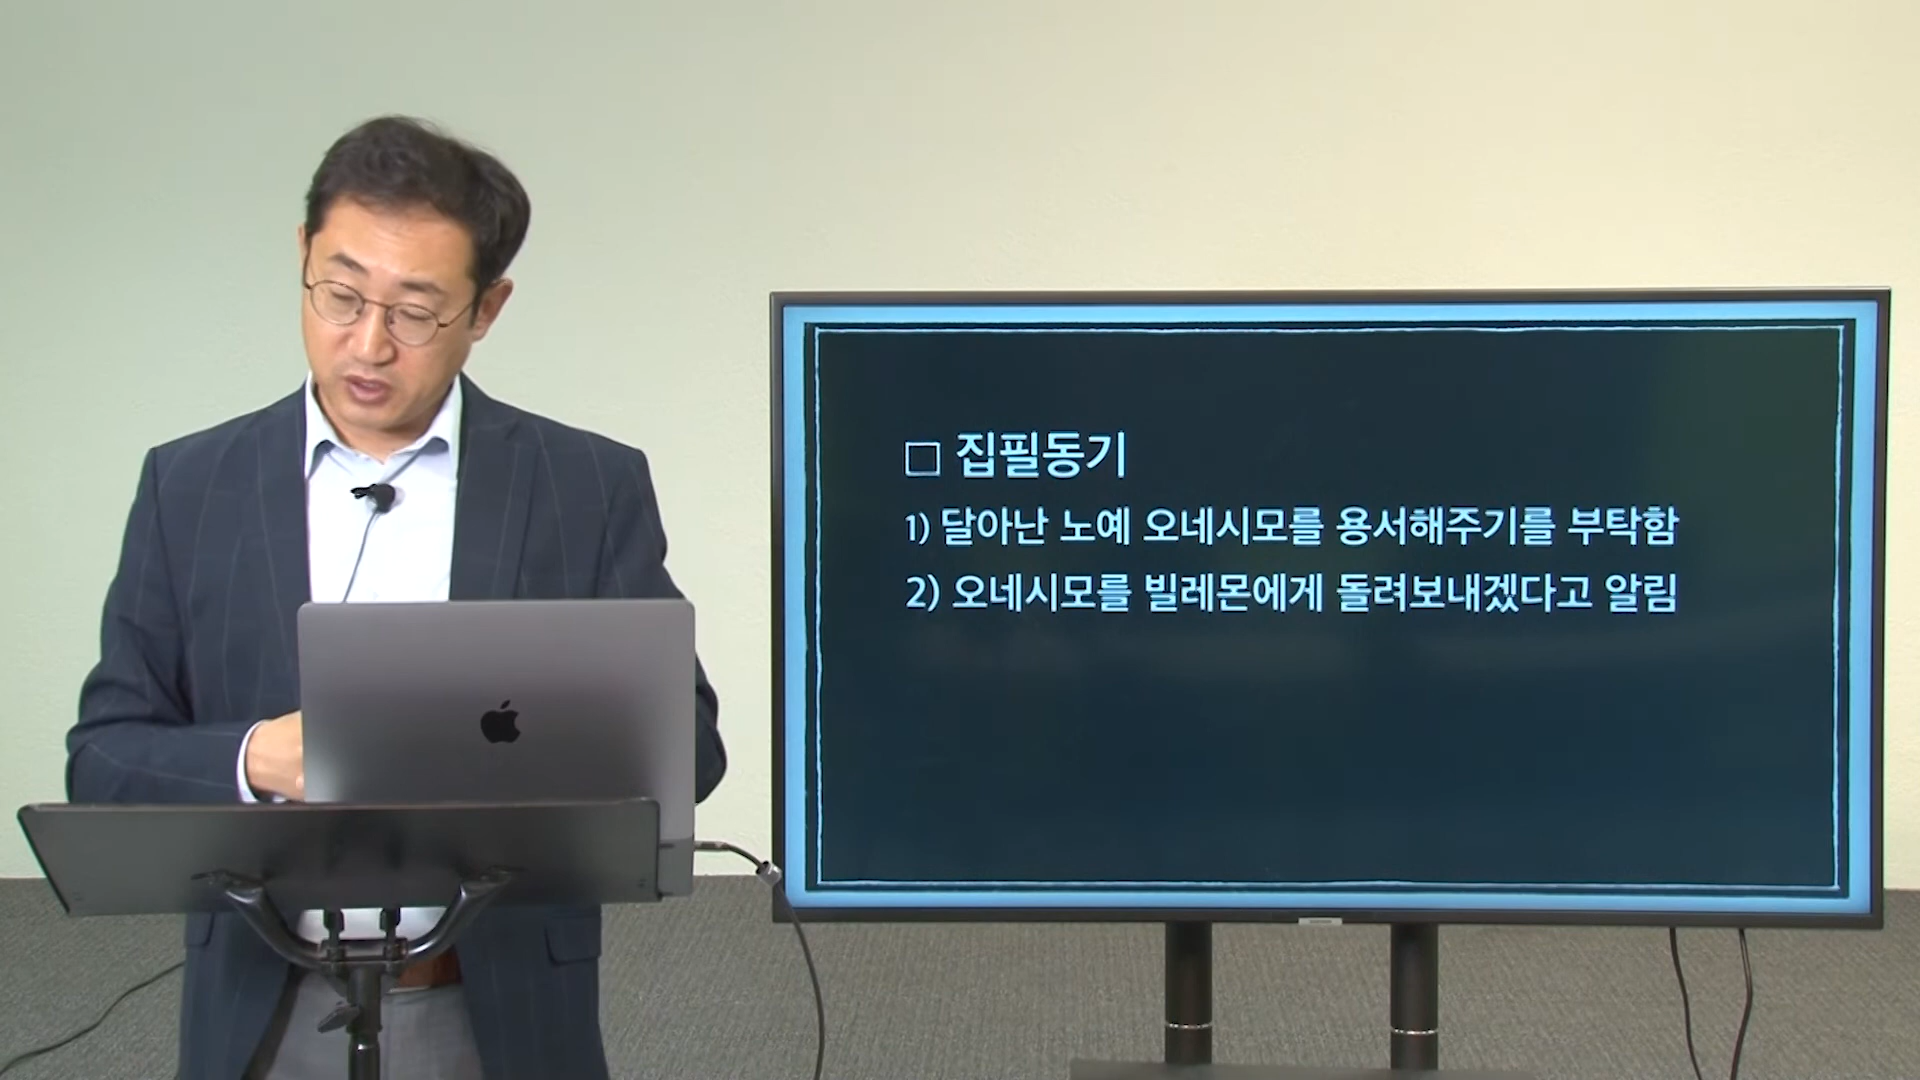 □ 집필동기
1) 달아난 노예 오네시모를 용서해주기를 부탁함
2) 오네시모를 빌레몬에게 돌려보내겠다고 알림